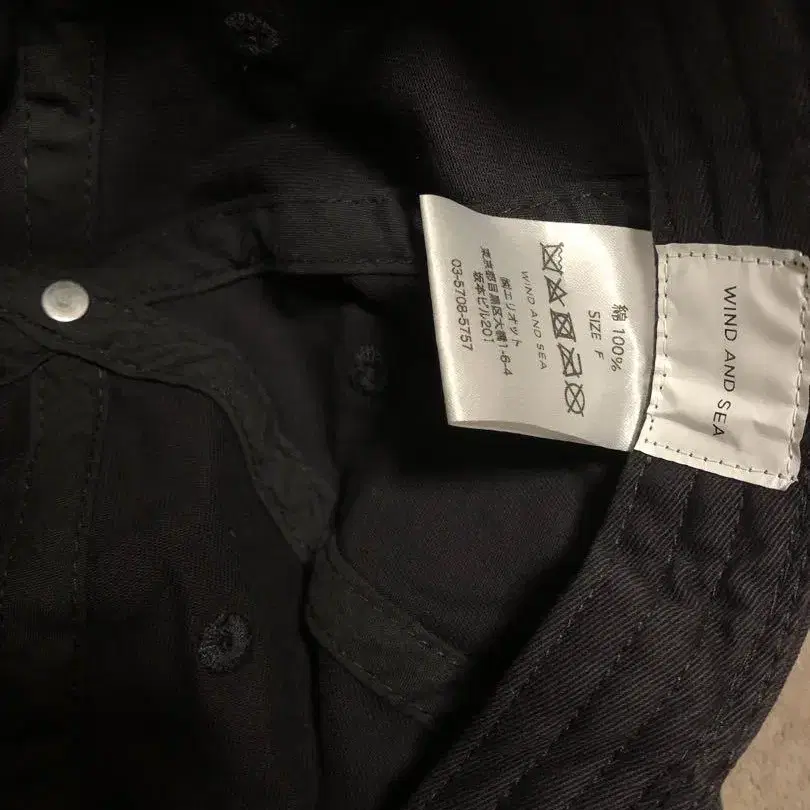 綿 100%
SIZE F
WIND AND SEA
㈱エリオット
東京都目黒区大橋1-6-4
坂本ビル201
03-5708-5757
WIND AND SEA